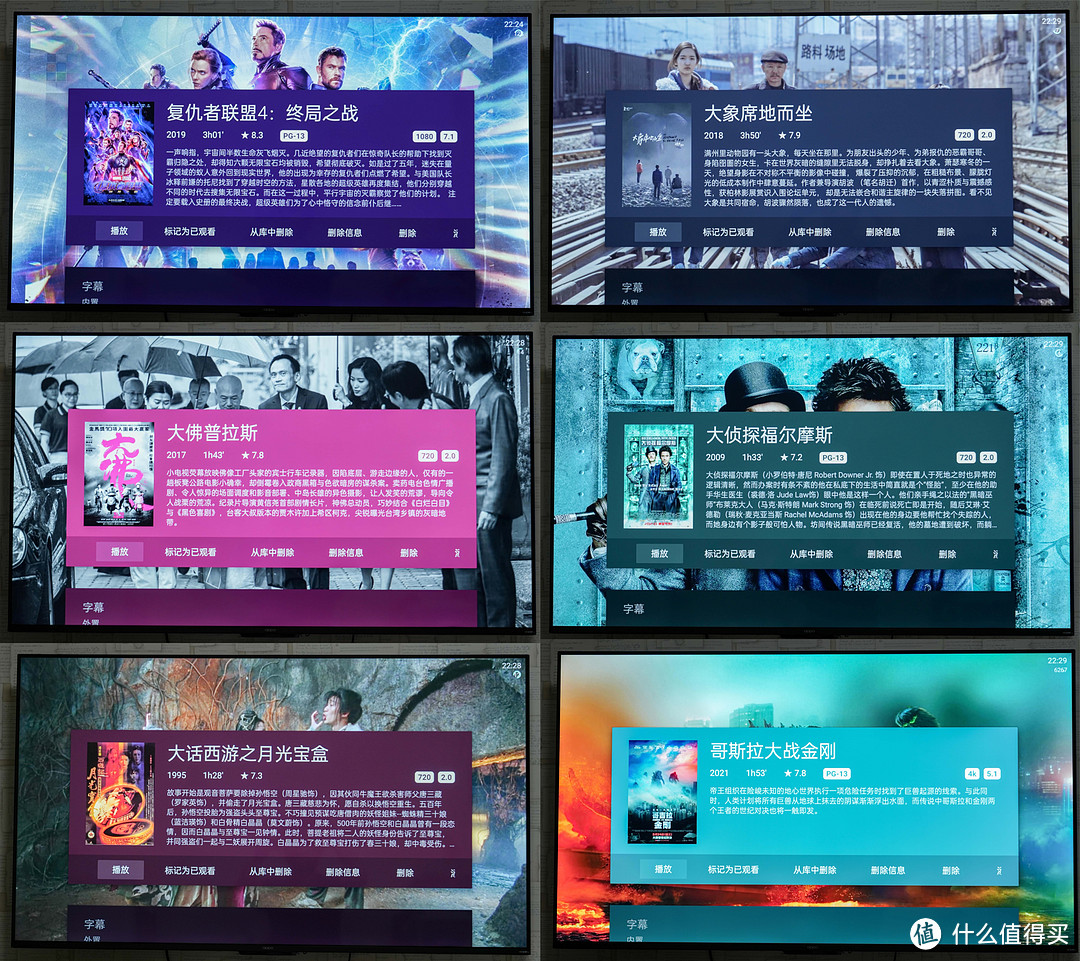 22:24
复仇者联盟4：终局之战
2019 3h01' ★ 8.3 PG-13 1080 7.1
一声响指，宇宙间半数生命灰飞烟灭。几近绝望的复仇者们在惊奇队长的帮助下找到灭
霸归隐之处，却得知六颗无限宝石均被销毁，希望彻底破灭。如是过了五年，迷失在量
子领域的蚁人意外回到现实世界，他的出现为幸存的复仇者们点燃了希望。与美国队长
冰释前嫌的托尼找到了穿越时空的方法，星散各地的超级英雄再度集结，他们分别穿越
不同的时代去搜集无限宝石。而在这一过程中，平行宇宙的灭霸察觉了他们的计划。 注
定要载入史册的最终决战，超级英雄们为了心中恪守的信念前仆后继……
播放 标记为已观看 从库中删除 删除信息 删除
字幕
内置
22:29
路料 场地
大象席地而坐
2018 3h50' ★ 7.9 720 2.0
满州里动物园有一头大象，每天坐在那里。为朋友出头的少年、为弟报仇的恶霸哥哥、
身陷囹圄的女生，卡在世界灰暗的缝隙里无法脱身，却挣扎着去看大象。萧瑟寒冬的一
天，绝望身影在不对称不平衡的影像中碰撞，爆裂了压抑的沉郁，在粗糙布景、朦胧灯
光的低成本制作中肆意蔓延。作者兼导演胡波（笔名胡迁）首作，以青涩朴质与震撼感
性，获柏林影展赏识入围论坛单元，却是无法嵌合和谐主旋律的一块失落拼图。看不见
大象是共同宿命，胡波骤然陨落，也成了这一代人的遗憾。
播放 标记为已观看 从库中删除 删除信息 删除
字幕
外置
22:28
大佛普拉斯
2017 1h43' ★ 7.8 720 2.0
小电视荧幕放映佛像工厂头家的宾士行车记录器，因陷底层、游走边缘的人，仅有的一
趟板凳公路电影小确幸，却倒霉卷入政商黑箱与色欲暗房的谋杀案。卖药电台色情广播
剧、令人惊异的场面调度和影音部署、中岛长雄的异色摄影，让人发笑的荒谬，导向令
人战栗的荒凉。纪录片导演黄信尧首部剧情长片，神佛总动员，巧妙结合《白烂白目》
与《黑色喜剧》，台客大叔版本的贾木许加上希区柯克，尖锐曝光台湾乡镇的灰暗地
带。
播放 标记为已观看 从库中删除 删除信息 删除
字幕
外置
22:29
221
大侦探福尔摩斯
2009 1h33' ★ 7.2 PG-13 720 2.0
大侦探福尔摩斯（小罗伯特·唐尼 Robert Downer Jr. 饰）即使在置人于死地之时也异常的
逻辑清晰，然而办案时有条不紊的他在私底下的生活中简直就是个“怪胎”，至少在他的助
手华生医生（裘德·洛 Jude Law饰）眼中他是这样一个人。他们亲手绳之以法的“黑暗巫
师”布莱克大人（马克·斯特朗 Mark Strong 饰）在临死前说死亡即是开始，随后艾琳·艾
德勒（瑞秋·麦克亚当斯 Rachel McAdams 饰）出现在他的身边要他帮忙找个失踪的人，
而她身边有个影子般可怕人物。坊间传说黑暗巫师已经复活，他的墓地遭到破坏，而躺…
播放 标记为已观看 从库中删除 删除信息 删除
字幕
22:28
大话西游之月光宝盒
1995 1h28' ★ 7.3 720 2.0
故事开始是观音菩萨要除掉孙悟空（周星驰饰），因其伙同牛魔王欲杀害师父唐三藏
（罗家英饰），并偷走了月光宝盒。唐三藏慈悲为怀，愿自杀以换悟空重生。五百年
后，孙悟空投胎为强盗头头至尊宝。不巧撞见预谋吃唐僧肉的妖怪姐妹--蜘蛛精三十娘
（蓝洁瑛饰）和白骨精白晶晶（莫文蔚饰）。原来，500年前孙悟空和白晶晶曾有一段恋
情，因而白晶晶与至尊宝一见钟情。此时，菩提老祖将二人的妖怪身份告诉了至尊宝，
并同强盗们一起与二妖展开周旋。白晶晶为了救至尊宝打伤了春三十娘，却中毒受伤。…
播放 标记为已观看 从库中删除 删除信息 删除
字幕
外置
22:29
6267
哥斯拉大战金刚
2021 1h53' ★ 7.8 PG-13 4k 5.1
帝王组织在险峻未知的地心世界执行一项危险任务时找到了巨兽起源的线索。与此同
时，人类计划将所有巨兽从地球上抹去的阴谋渐渐浮出水面，而传说中哥斯拉和金刚两
个王者的世纪对决也将一触即发。
播放 标记为已观看 从库中删除 删除信息 删除
字幕
内置
值 什么值得买